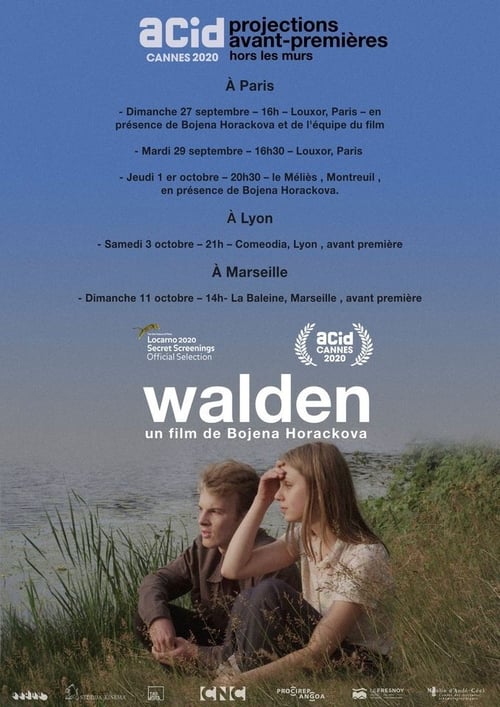 acid
CANNES 2020
projections
avant-premières
hors les murs
À Paris
- Dimanche 27 septembre – 16h – Louxor, Paris – en
présence de Bojena Horackova et de l'équipe du film
- Mardi 29 septembre – 16h30 – Louxor, Paris
- Jeudi 1 er octobre – 20h30 – le Méliès , Montreuil ,
en présence de Bojena Horackova.
À Lyon
- Samedi 3 octobre – 21h – Comeodia, Lyon , avant première
À Marseille
- Dimanche 11 octobre – 14h- La Baleine, Marseille , avant première
Locarno 2020
Secret Screenings
Official Selection
acid
CANNES
2020
walden
un film de Bojena Horackova
CNC
PROCIREP
ANGOA
LE FRESNOY